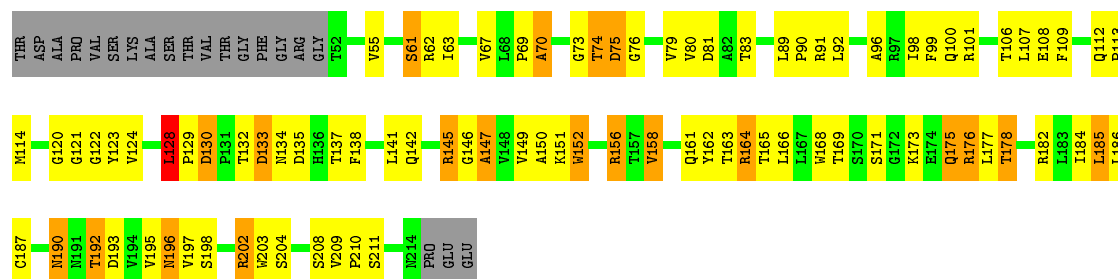 THR ASP ALA PRO VAL SER LYS ALA SER THR VAL THR GLY PHE GLY ARG GLY T52 V55 S61 R62 I63 V67 L68 P69 A70 G73 T74 D75 G76 V79 V80 D81 A82 T83 L89 P90 R91 L92 A96 R97 I98 F99 Q100 R101 T106 L107 E108 F109 Q112
M114 G120 G121 G122 Y123 V124 L128 P129 D130 P131 T132 D133 N134 D135 H136 T137 F138 L141 Q142 R145 G146 A147 V148 V149 A150 K151 W152 R156 T157 V158 Q161 Y162 T163 R164 T165 L166 L167 W168 T169 S170 S171 G172 K173 E174 Q175 R176 L177 T178 R182 L183 I184 L185
C187 N190 N191 T192 D193 V194 V195 N196 V197 S198 R202 W203 S204 S208 V209 P210 S211 N214 PRO GLU GLU